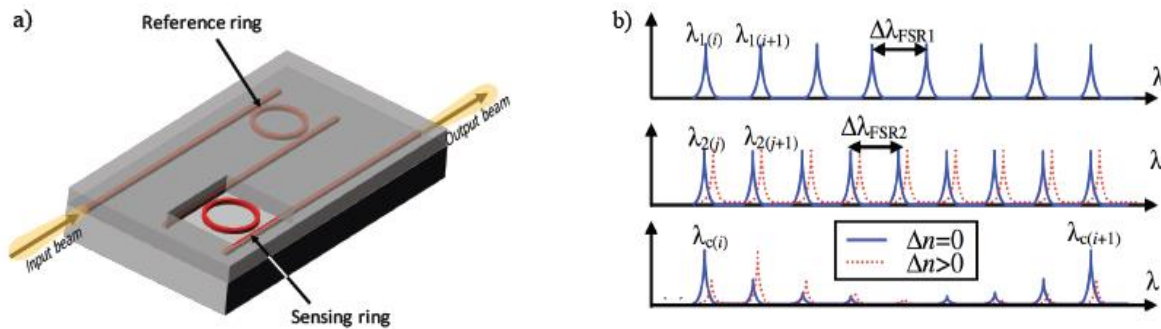 a)
Reference ring
Output beam
Input beam
Sensing ring
b)
λ1(i) λ1(i+1) ΔλFSR1
λ
λ2(j) λ2(j+1) ΔλFSR2
λ
λc(i) Δn=0 λc(i+1)
Δn>0
λ